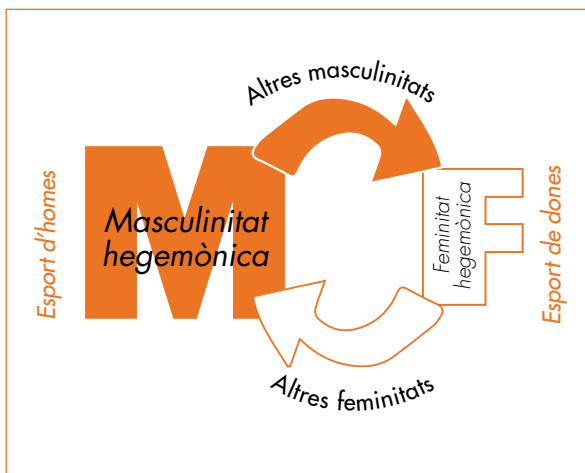 Altres masculinitats
Esport d'homes
M
Masculinitat
hegemònica
F
Feminitat
hegemònica
Esport de dones
Altres feminitats